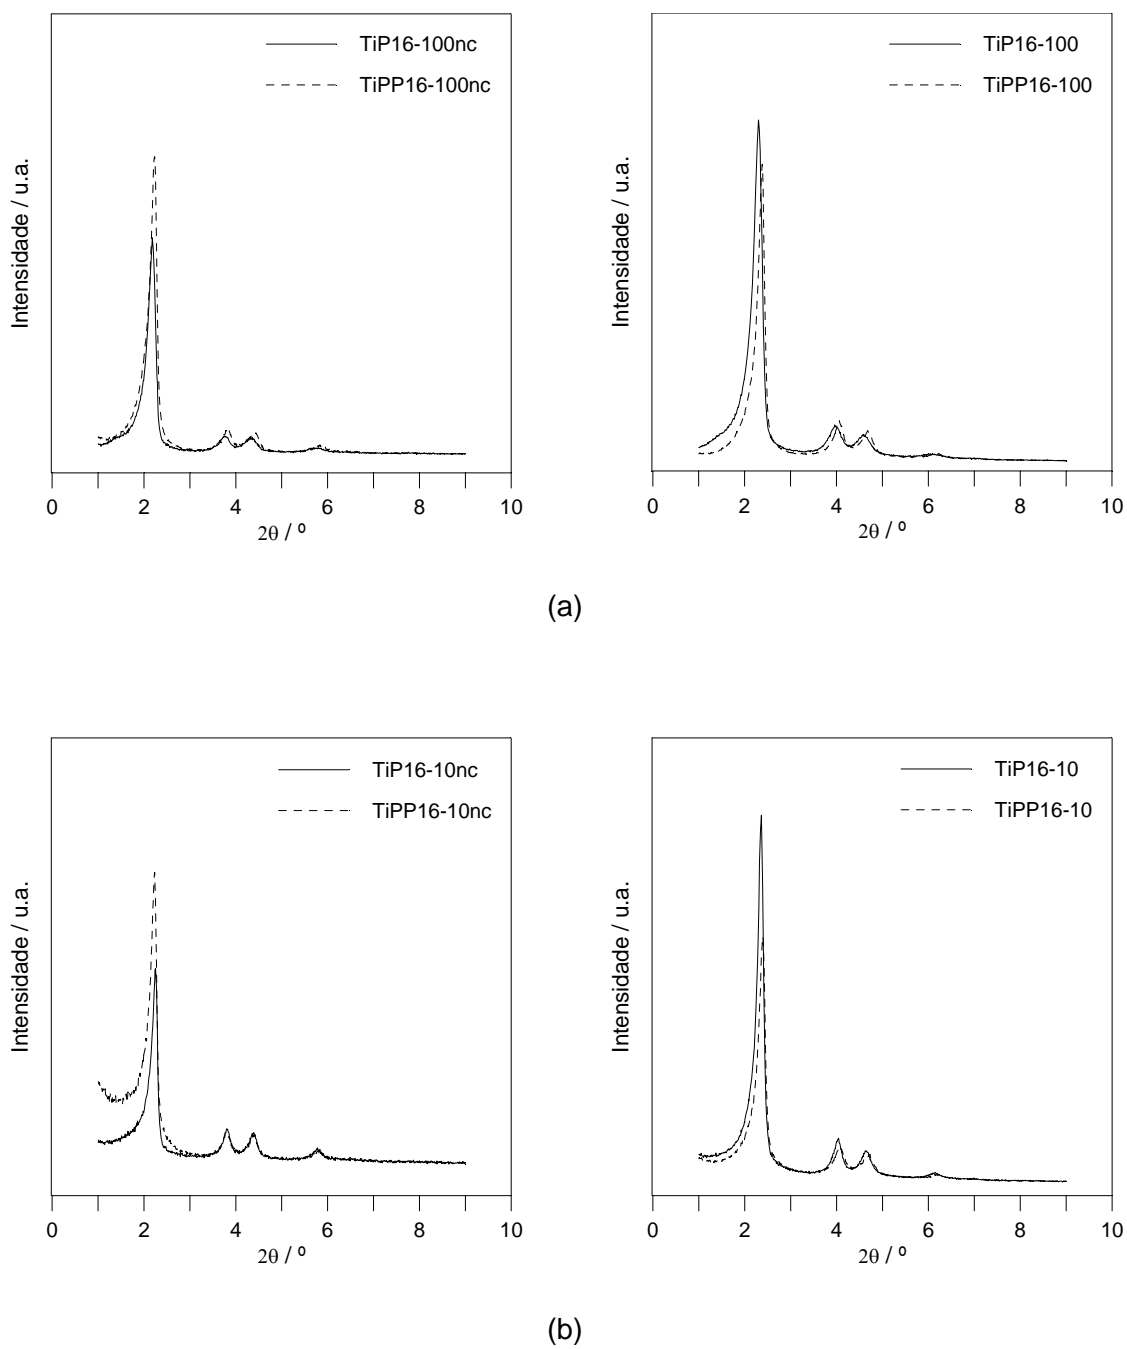 TiP16-100nc
TiPP16-100nc
Intensidade / u.a.
0 2 4 6 8 10
2θ / º
TiP16-100
TiPP16-100
Intensidade / u.a.
0 2 4 6 8 10
2θ / º
(a)
TiP16-10nc
TiPP16-10nc
Intensidade / u.a.
0 2 4 6 8 10
2θ / º
TiP16-10
TiPP16-10
Intensidade / u.a.
0 2 4 6 8 10
2θ / º
(b)